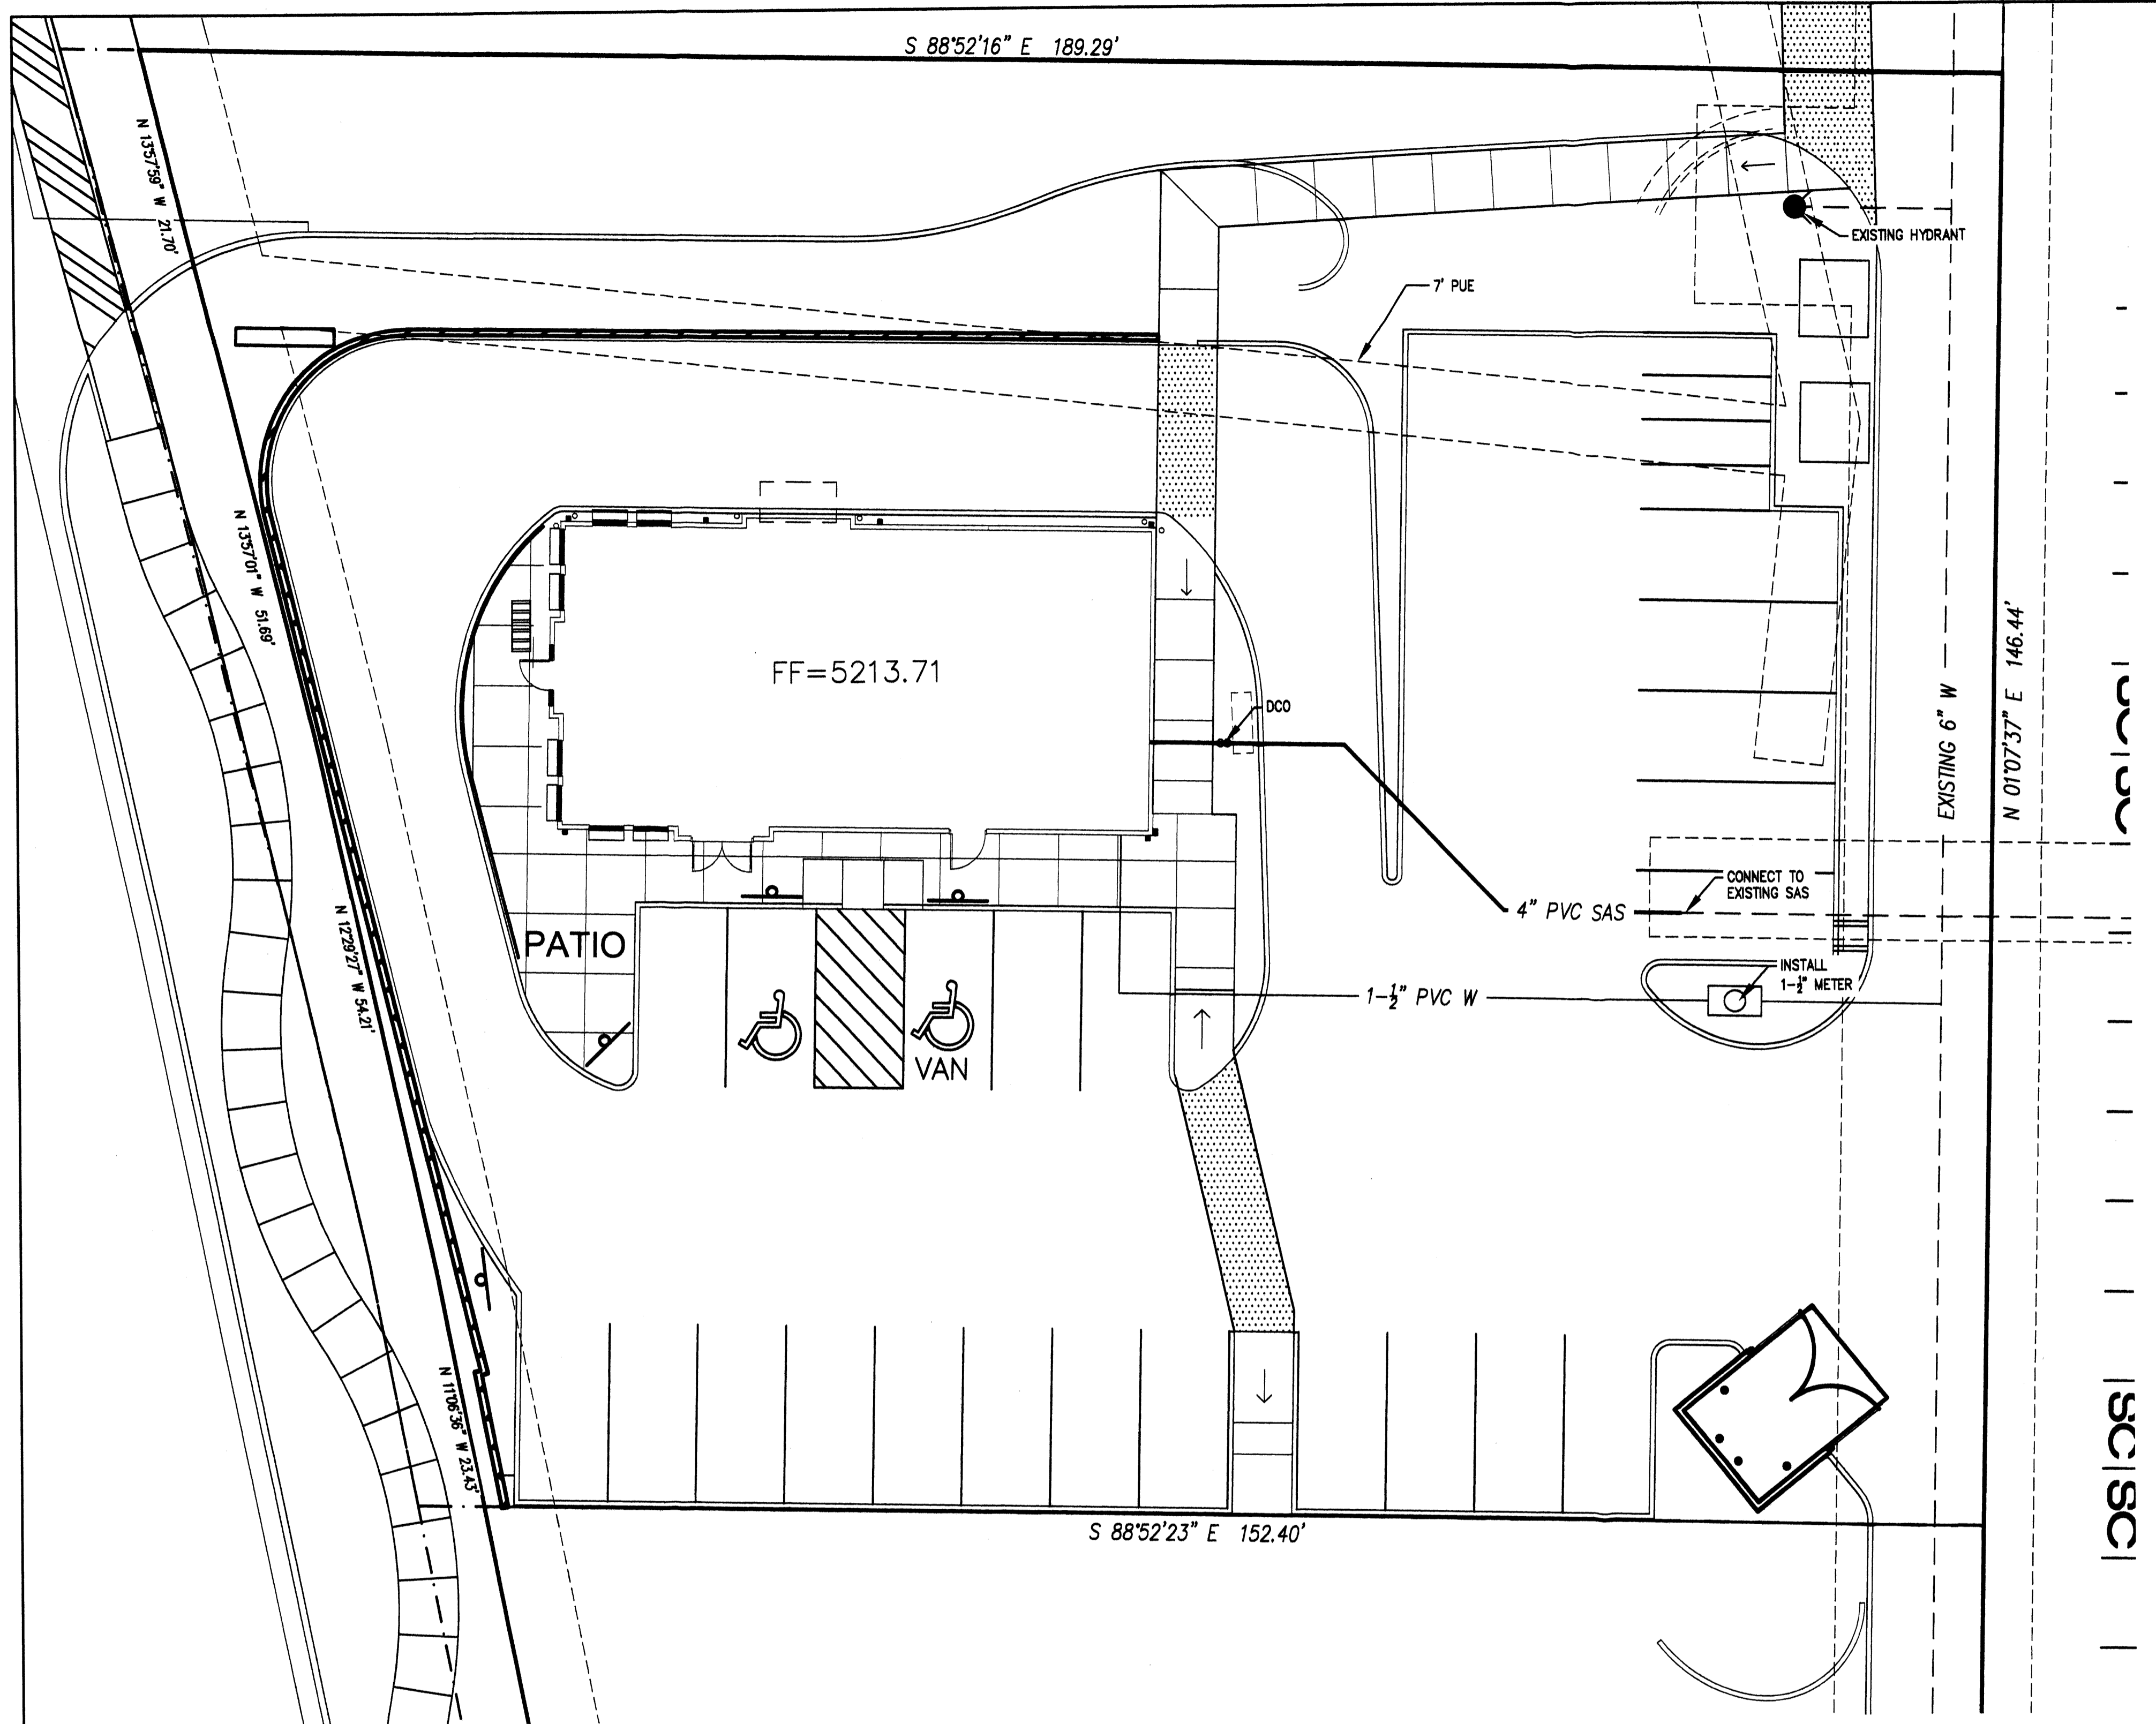 S 88°52'16" E 189.29'
N 13°57'59" W 21.70'
EXISTING HYDRANT
7' PUE
N 13°57'01" W 51.69'
FF=5213.71
DCO
EXISTING 6" W
N 01°07'37" E 146.44'
CONNECT TO
EXISTING SAS
4" PVC SAS
N 12°29'27" W 54.21'
PATIO
INSTALL
1-½" METER
1-½" PVC W
VAN
N 11°06'36" W 23.43'
SC
SC
S 88°52'23" E 152.40'